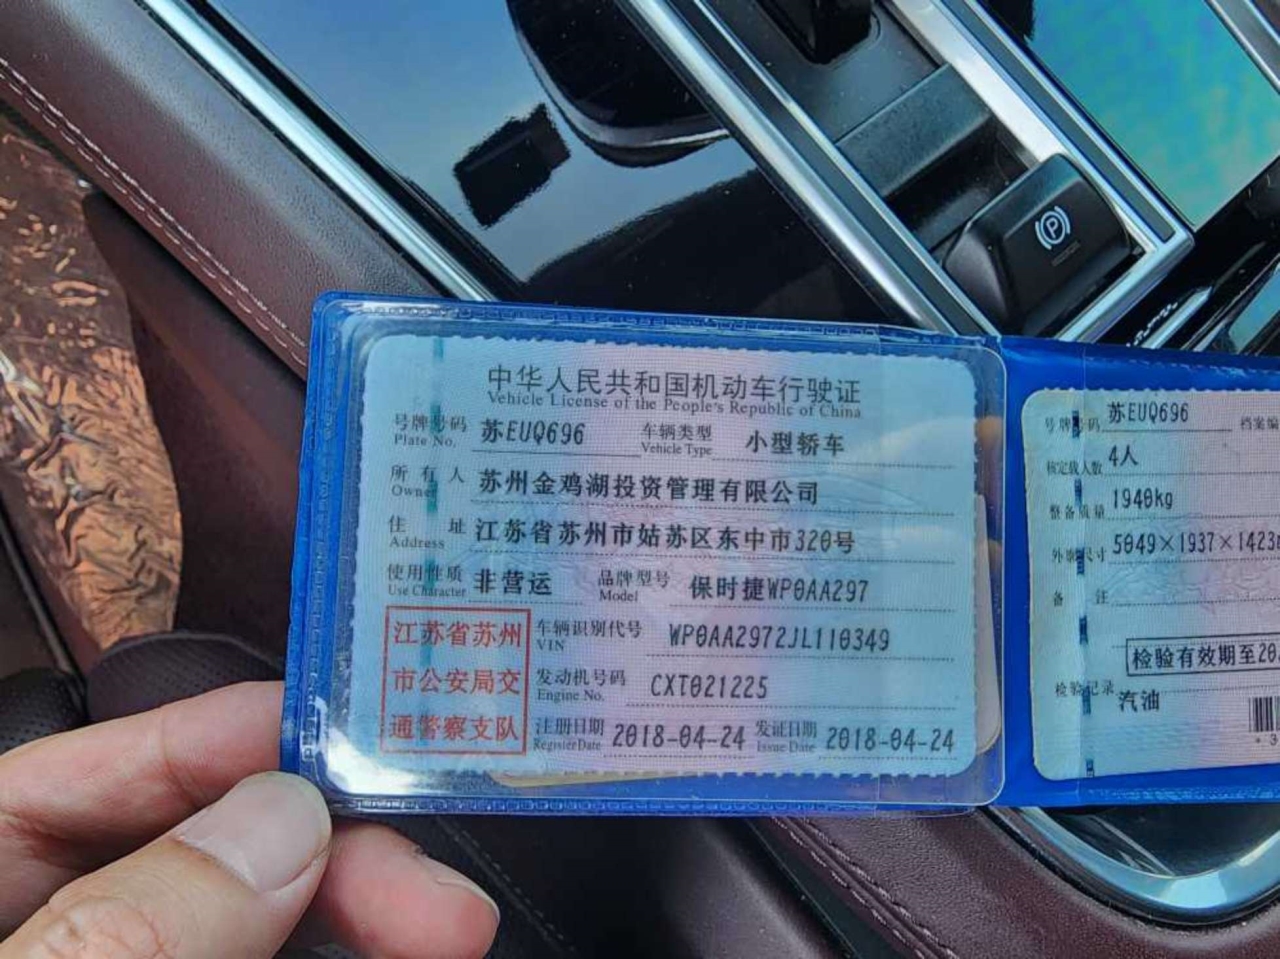 中华人民共和国机动车行驶证
Vehicle License of the People's Republic of China
号牌号码 苏EUQ696 车辆类型 小型轿车
Plate No. Vehicle Type
所有人 苏州金鸡湖投资管理有限公司
Owner
住址 江苏省苏州市姑苏区东中市320号
Address
使用性质 非营运 品牌型号 保时捷WP0AA297
Use Character Model
江苏省苏州
市公安局交
通警察支队
车辆识别代号 WP0AA2972JL110349
VIN
发动机号码 CXT021225
Engine No.
注册日期 2018-04-24 发证日期 2018-04-24
Register Date Issue Date
号牌号码 苏EUQ696 档案编
核定载人数 4人
整备质量 1940kg
外廓尺寸 5049×1937×1423
备注
检验有效期至20
检验记录
汽油
P